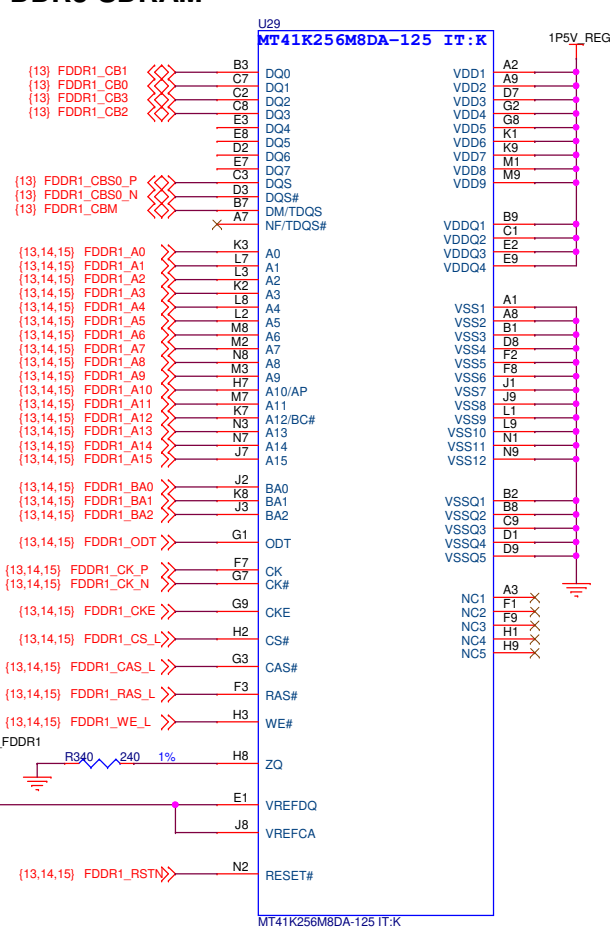 U29
MT41K256M8DA-125 IT:K
1P5V_REG
{13} FDDR1_CB1 B3 DQ0 VDD1 A2
{13} FDDR1_CB0 C7 DQ1 VDD2 A9
{13} FDDR1_CB3 C2 DQ2 VDD3 D7
{13} FDDR1_CB2 C8 DQ3 VDD4 G2
E3 DQ4 VDD5 G8
E8 DQ5 VDD6 K1
D2 DQ6 VDD7 K9
E7 DQ7 VDD8 M1
{13} FDDR1_CBS0_P C3 DQS VDD9 M9
{13} FDDR1_CBS0_N D3 DQS#
{13} FDDR1_CBM B7 DM/TDQS
A7 NF/TDQS# VDDQ1 B9
VDDQ2 C1
{13,14,15} FDDR1_A0 K3 A0 VDDQ3 E2
{13,14,15} FDDR1_A1 L7 A1 VDDQ4 E9
{13,14,15} FDDR1_A2 L3 A2
{13,14,15} FDDR1_A3 K2 A3
{13,14,15} FDDR1_A4 L8 A4 VSS1 A1
{13,14,15} FDDR1_A5 L2 A5 VSS2 A8
{13,14,15} FDDR1_A6 M8 A6 VSS3 B1
{13,14,15} FDDR1_A7 M2 A7 VSS4 D8
{13,14,15} FDDR1_A8 N8 A8 VSS5 F2
{13,14,15} FDDR1_A9 M3 A9 VSS6 F8
{13,14,15} FDDR1_A10 H7 A10/AP VSS7 J1
{13,14,15} FDDR1_A11 M7 A11 VSS8 J9
{13,14,15} FDDR1_A12 K7 A12/BC# VSS9 L1
{13,14,15} FDDR1_A13 N3 A13 VSS10 L9
{13,14,15} FDDR1_A14 N7 A14 VSS11 N1
{13,14,15} FDDR1_A15 J7 A15 VSS12 N9
{13,14,15} FDDR1_BA0 J2 BA0
{13,14,15} FDDR1_BA1 K8 BA1 VSSQ1 B2
{13,14,15} FDDR1_BA2 J3 BA2 VSSQ2 B8
VSSQ3 C9
{13,14,15} FDDR1_ODT G1 ODT VSSQ4 D1
VSSQ5 D9
{13,14,15} FDDR1_CK_P F7 CK
{13,14,15} FDDR1_CK_N G7 CK#
NC1 A3
{13,14,15} FDDR1_CKE G9 CKE NC2 F1
NC3 F9
{13,14,15} FDDR1_CS_L H2 CS# NC4 H1
NC5 H9
{13,14,15} FDDR1_CAS_L G3 CAS#
{13,14,15} FDDR1_RAS_L F3 RAS#
{13,14,15} FDDR1_WE_L H3 WE#
_FDDR1
R340 240 1% H8 ZQ
E1 VREFDQ
J8 VREFCA
{13,14,15} FDDR1_RSTN N2 RESET#
MT41K256M8DA-125 IT:K